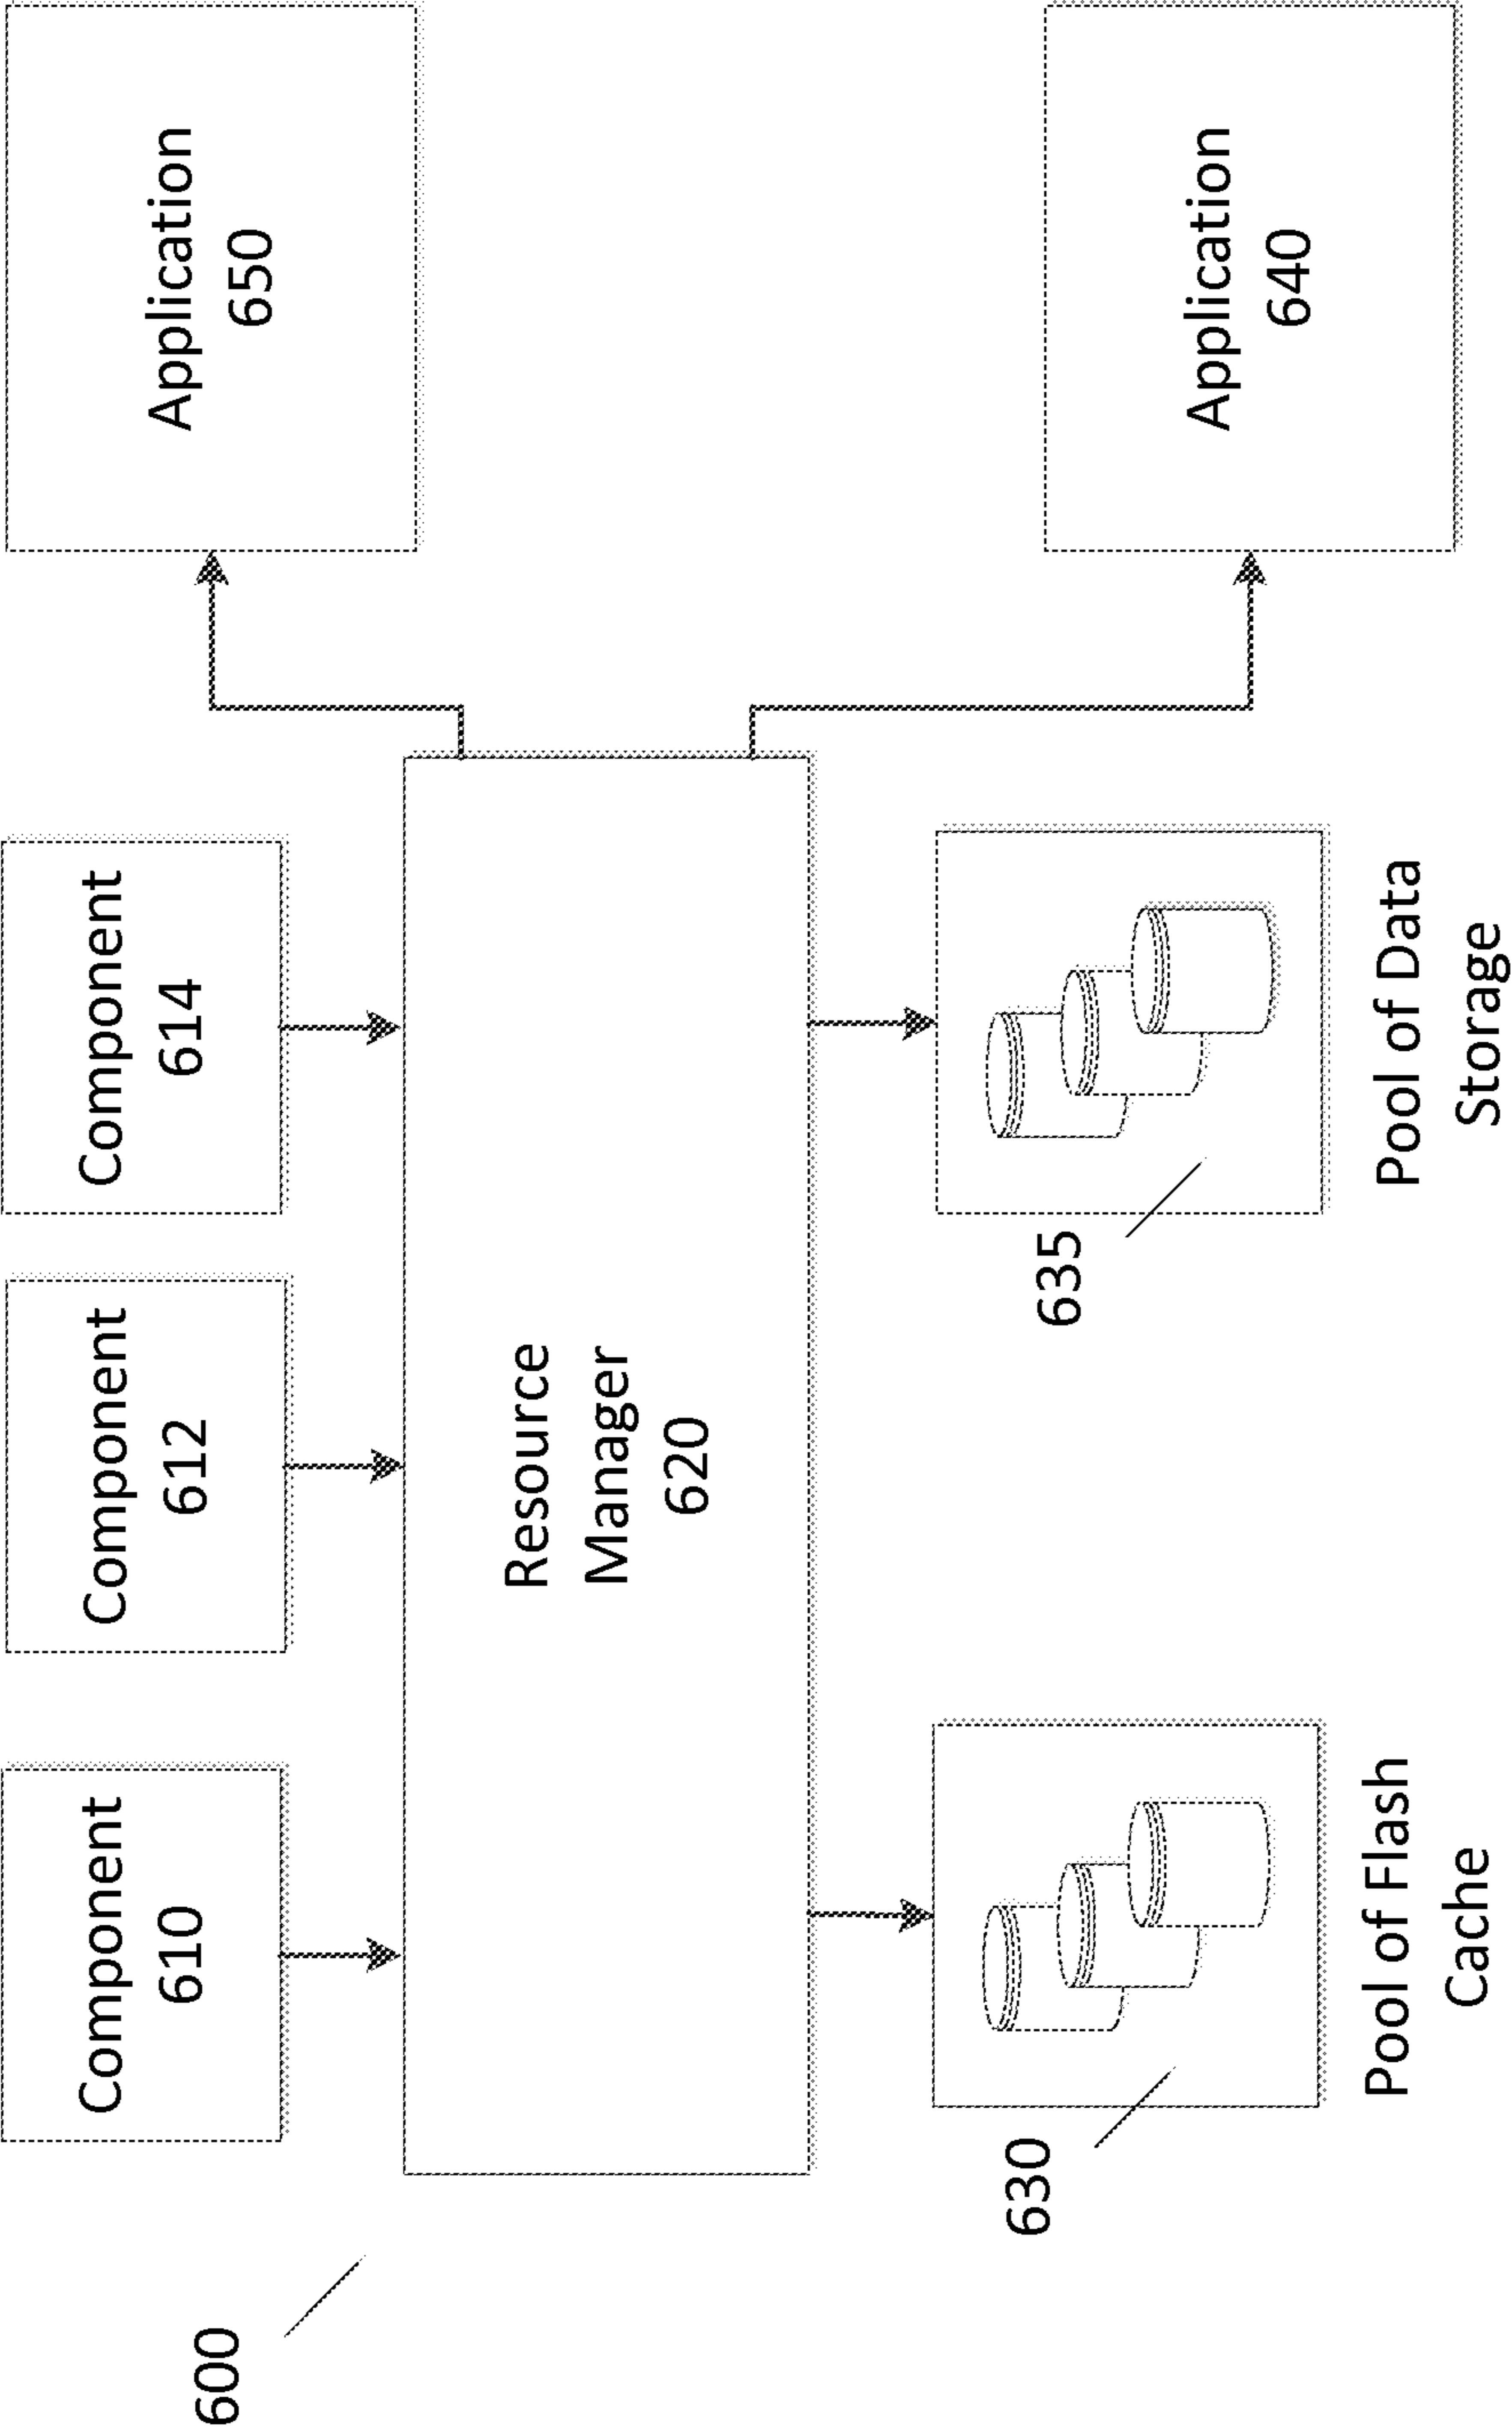 600
Component
610
Component
612
Component
614
Application
650
Resource
Manager
620
630
Pool of Flash
Cache
635
Pool of Data
Storage
Application
640